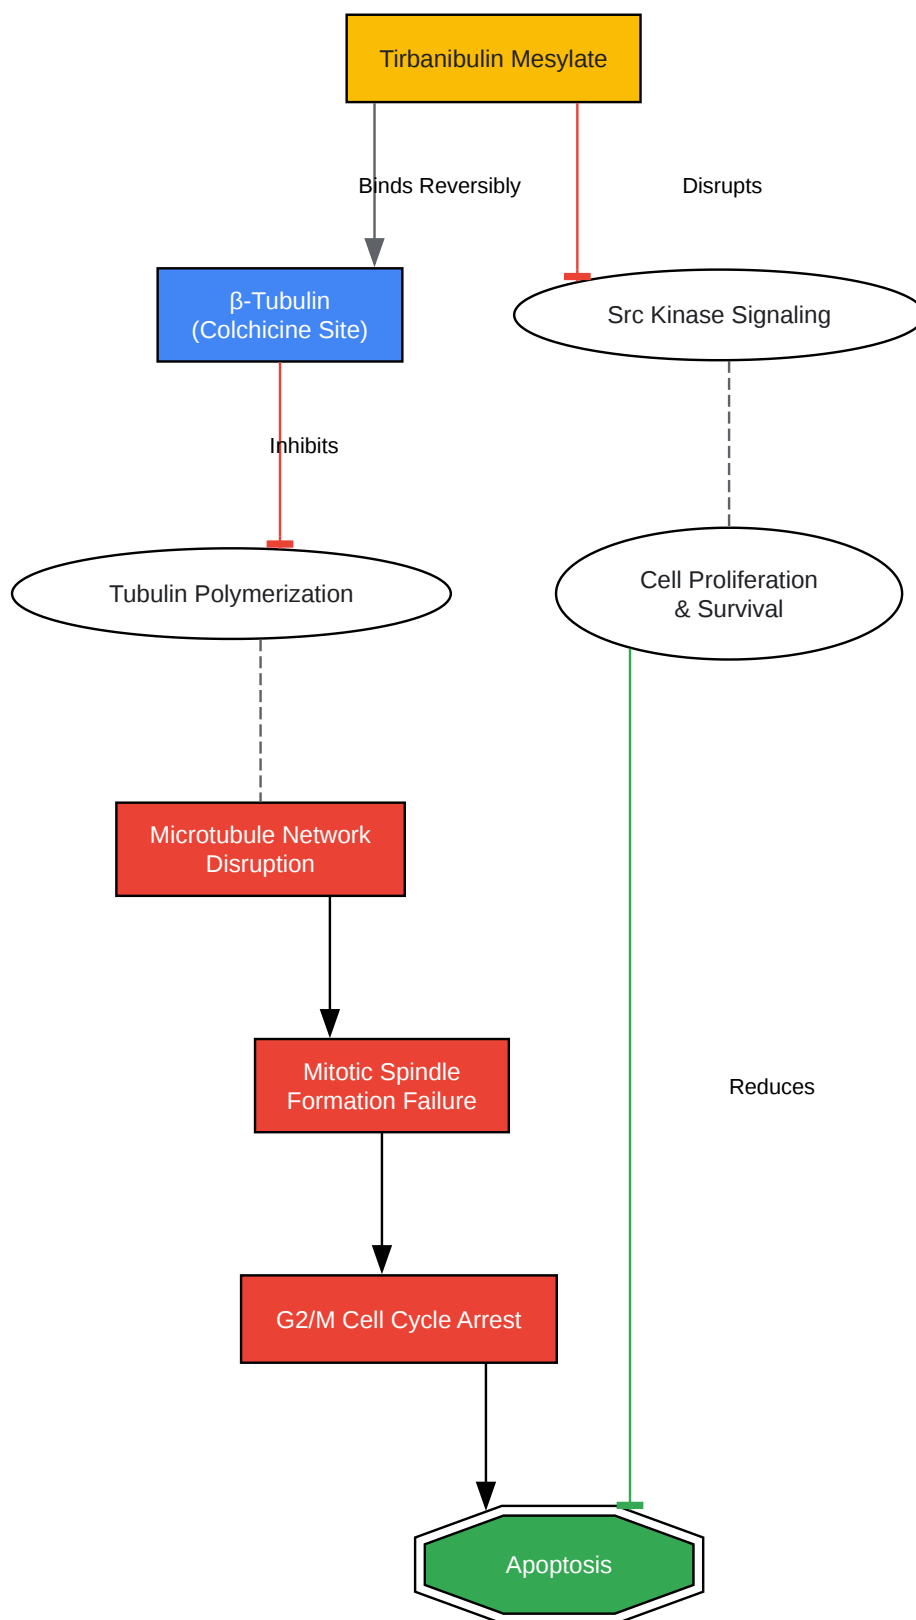 Tirbanibulin Mesylate
Binds Reversibly
Disrupts
β-Tubulin
(Colchicine Site)
Src Kinase Signaling
Inhibits
Tubulin Polymerization
Cell Proliferation
& Survival
Microtubule Network
Disruption
Mitotic Spindle
Formation Failure
Reduces
G2/M Cell Cycle Arrest
Apoptosis